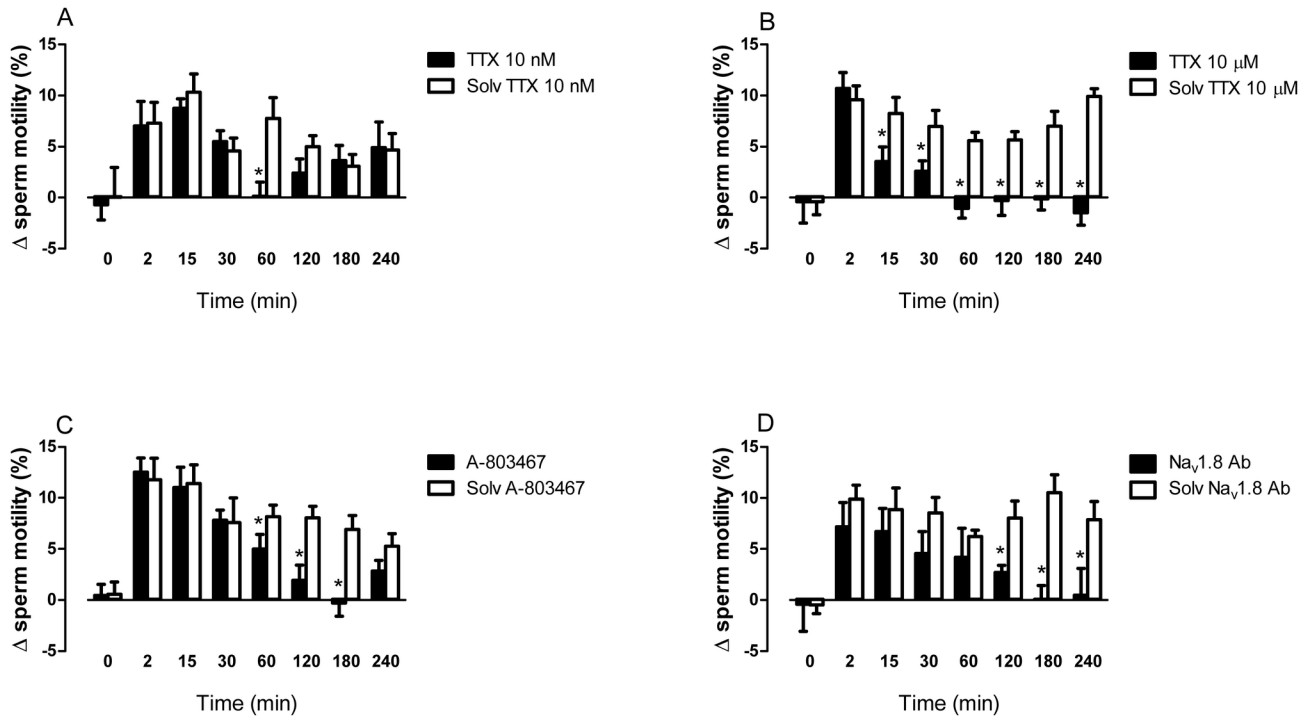 A
Δ sperm motility (%)
15
10
5
0
-5
TTX 10 nM
Solv TTX 10 nM
*
0 2 15 30 60 120 180 240
Time (min)
B
Δ sperm motility (%)
15
10
5
0
-5
TTX 10 μM
Solv TTX 10 μM
* * * * * *
0 2 15 30 60 120 180 240
Time (min)
C
Δ sperm motility (%)
15
10
5
0
-5
A-803467
Solv A-803467
* * *
0 2 15 30 60 120 180 240
Time (min)
D
Δ sperm motility (%)
15
10
5
0
-5
Nav1.8 Ab
Solv Nav1.8 Ab
* * *
0 2 15 30 60 120 180 240
Time (min)